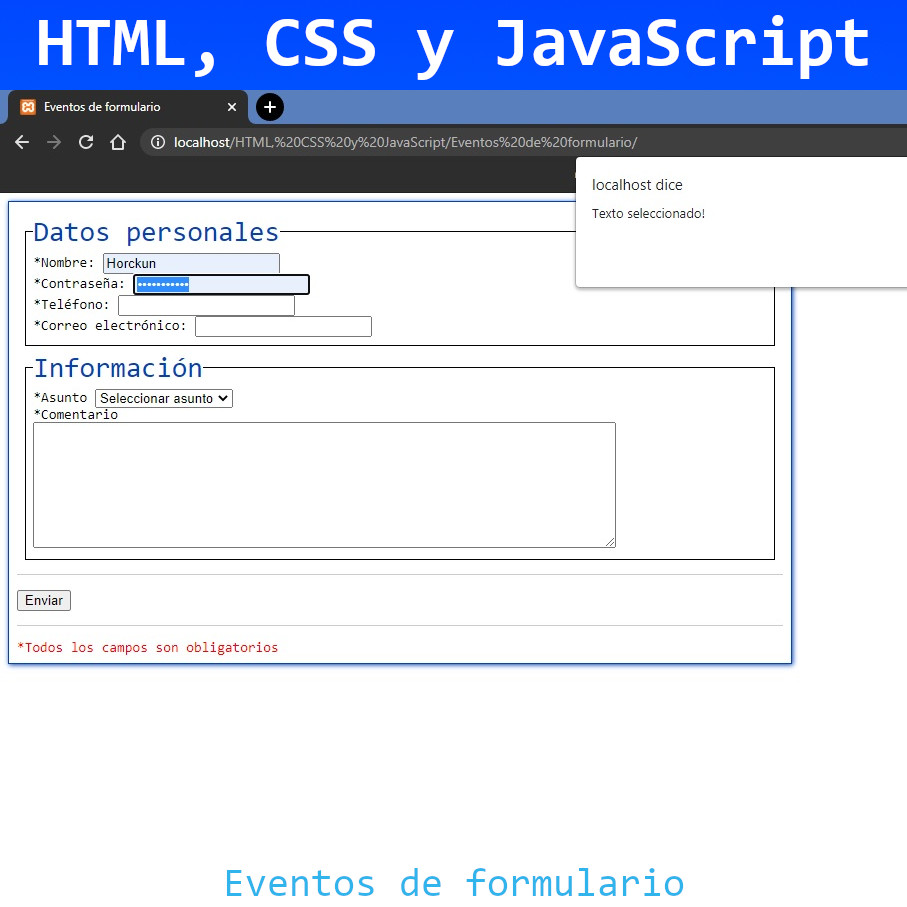 HTML, CSS y JavaScript
Eventos de formulario
localhost/HTML,%20CSS%20y%20JavaScript/Eventos%20de%20formulario/
localhost dice
Texto seleccionado!
Datos personales
*Nombre: Horckun
*Contraseña: •••••••••••
*Teléfono:
*Correo electrónico:
Información
*Asunto Seleccionar asunto
*Comentario
Enviar
*Todos los campos son obligatorios
Eventos de formulario